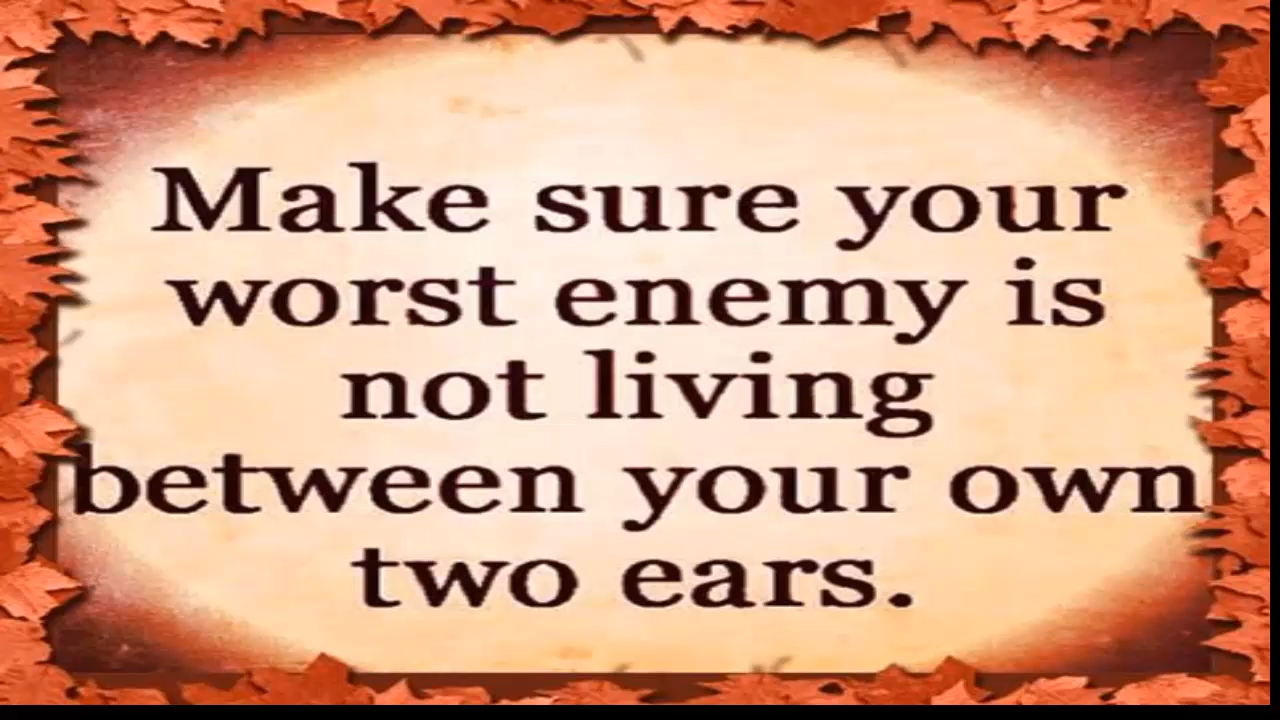 Make sure your
worst enemy is
not living
between your own
two ears.